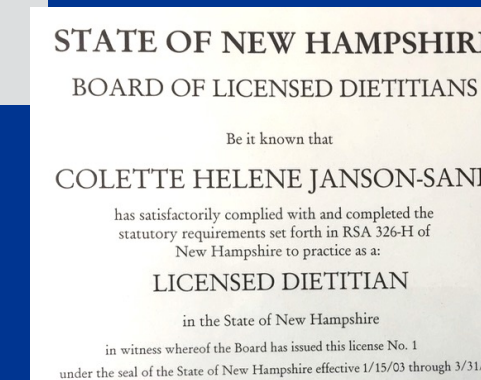 STATE OF NEW HAMPSHIR
BOARD OF LICENSED DIETITIANS
Be it known that
COLETTE HELENE JANSON-SAN
has satisfactorily complied with and completed the
statutory requirements set forth in RSA 326-H of
New Hampshire to practice as a:
LICENSED DIETITIAN
in the State of New Hampshire
in witness whereof the Board has issued this license No. 1
under the seal of the State of New Hampshire effective 1/15/03 through 3/31/